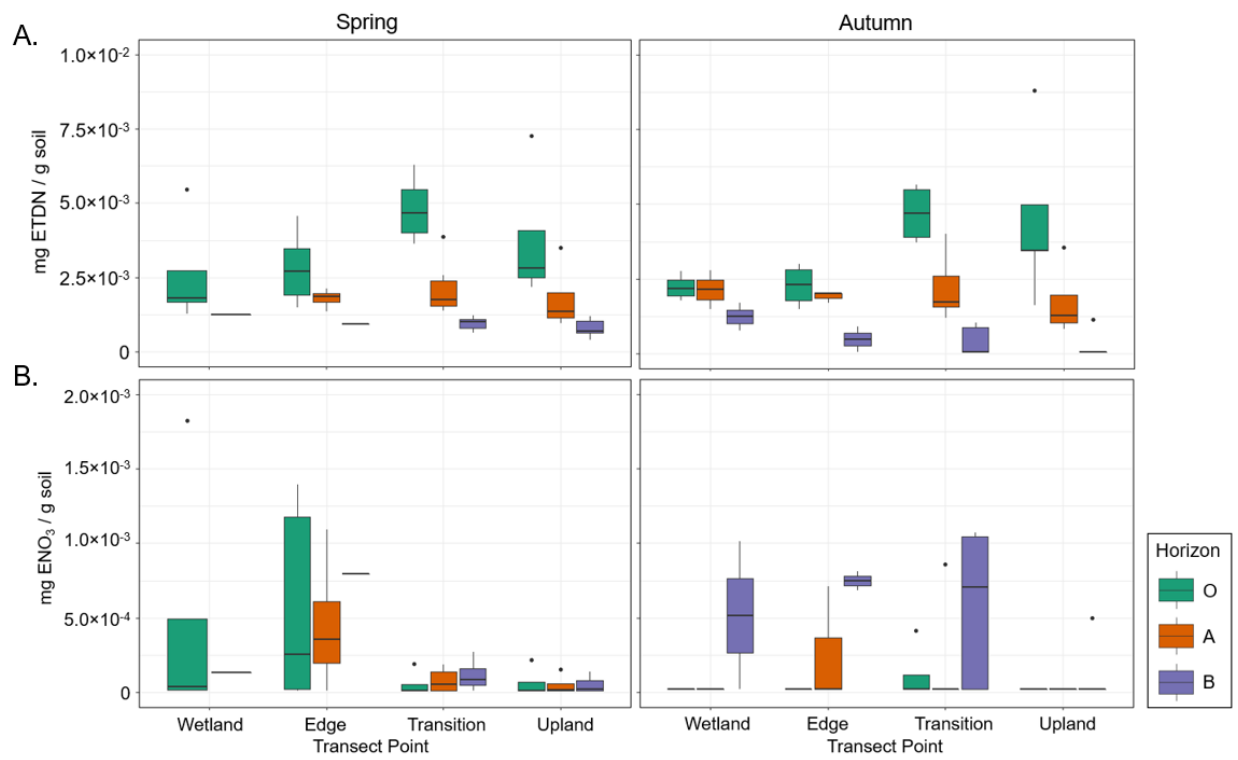 A.
Spring
Autumn
mg ETDN / g soil
1.0×10⁻²
7.5×10⁻³
5.0×10⁻³
2.5×10⁻³
0
B.
mg ENO₃ / g soil
2.0×10⁻³
1.5×10⁻³
1.0×10⁻³
5.0×10⁻⁴
0
Wetland Edge Transition Upland
Transect Point
Wetland Edge Transition Upland
Transect Point
Horizon
O
A
B